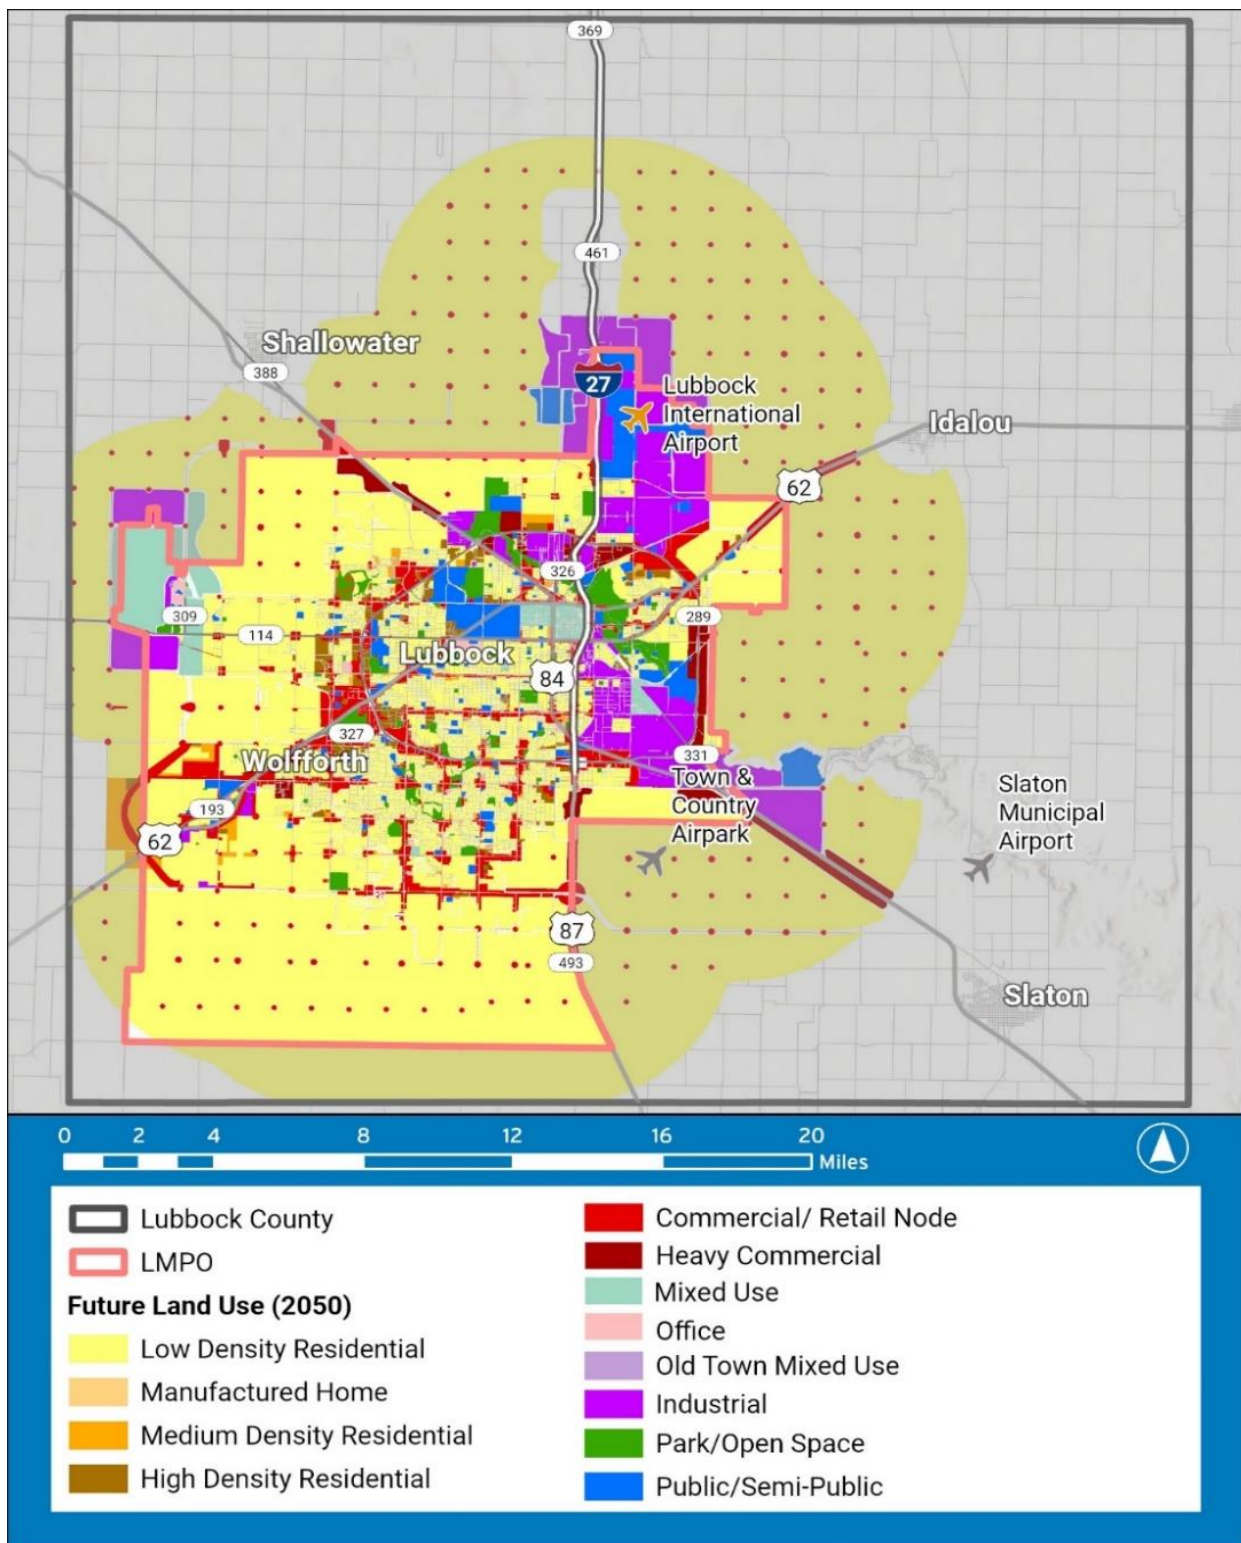 369
461
Shallowater
388
27
Lubbock
International
Airport
Idalou
62
326
309
114
289
Lubbock
84
327
Wolfforth
331
Town &
Country
Airpark
193
62
Slaton
Municipal
Airport
87
493
Slaton
0 2 4 8 12 16 20
Miles
Lubbock County
LMPO
Future Land Use (2050)
Low Density Residential
Manufactured Home
Medium Density Residential
High Density Residential
Commercial/ Retail Node
Heavy Commercial
Mixed Use
Office
Old Town Mixed Use
Industrial
Park/Open Space
Public/Semi-Public